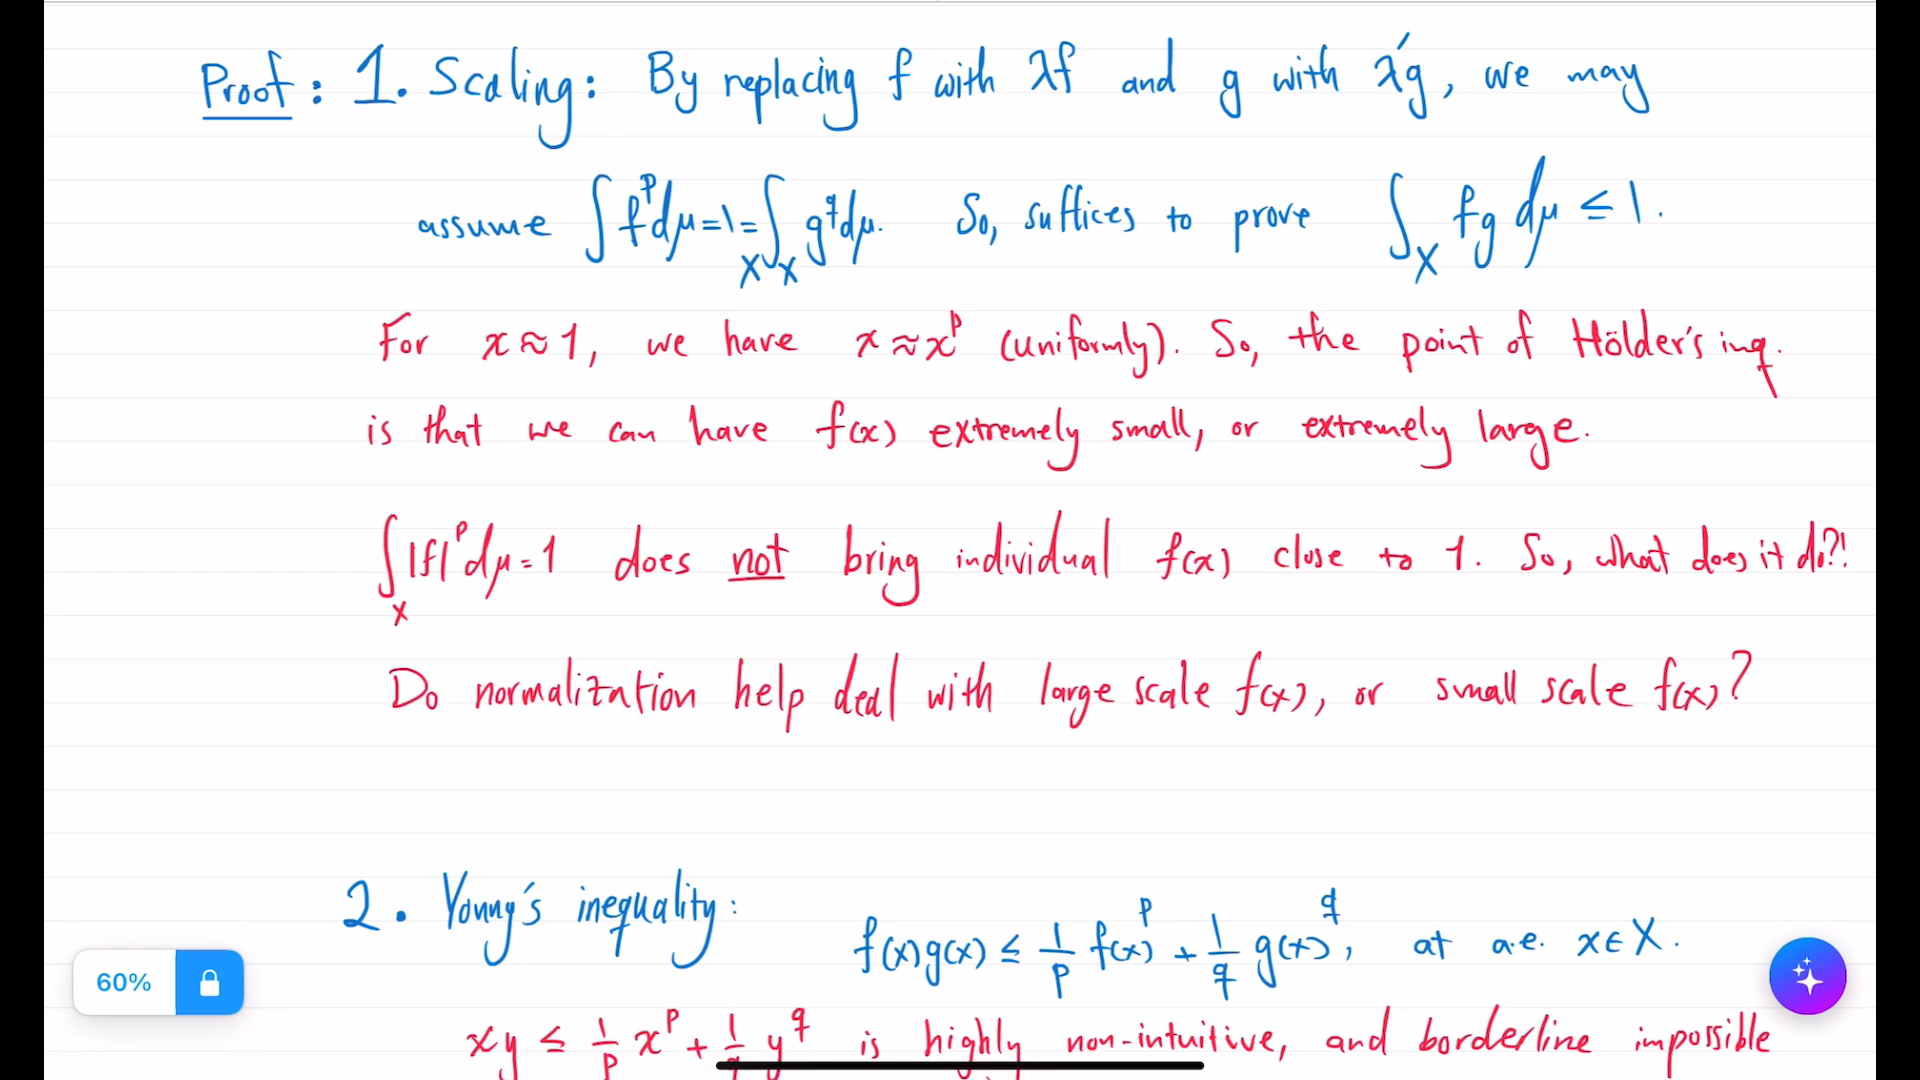 Proof: 1. Scaling: By replacing f with λf and g with λ'g, we may
assume ∫_X f^p dμ = 1 = ∫_X g^q dμ. So, suffices to prove ∫_X fg dμ ≤ 1.
For x ≈ 1, we have x ≈ x^p (uniformly). So, the point of Hölder's inq.
is that we can have f(x) extremely small, or extremely large.
∫_X |f|^p dμ = 1 does not bring individual f(x) close to 1. So, what does it do?!
Do normalization help deal with large scale f(x), or small scale f(x)?
2. Young's inequality: f(x)g(x) ≤ 1/p f(x)^p + 1/q g(x)^q, at a.e. x ∈ X.
60%
xy ≤ 1/p x^p + 1/q y^q is highly non-intuitive, and borderline impossible